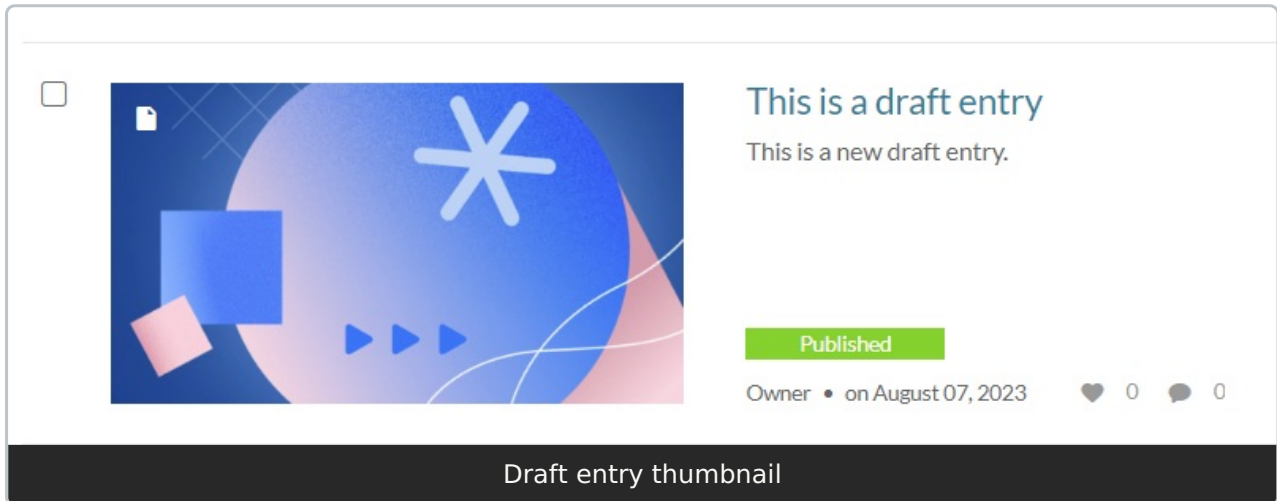 This is a draft entry
This is a new draft entry.
Published
Owner • on August 07, 2023 0 0
Draft entry thumbnail